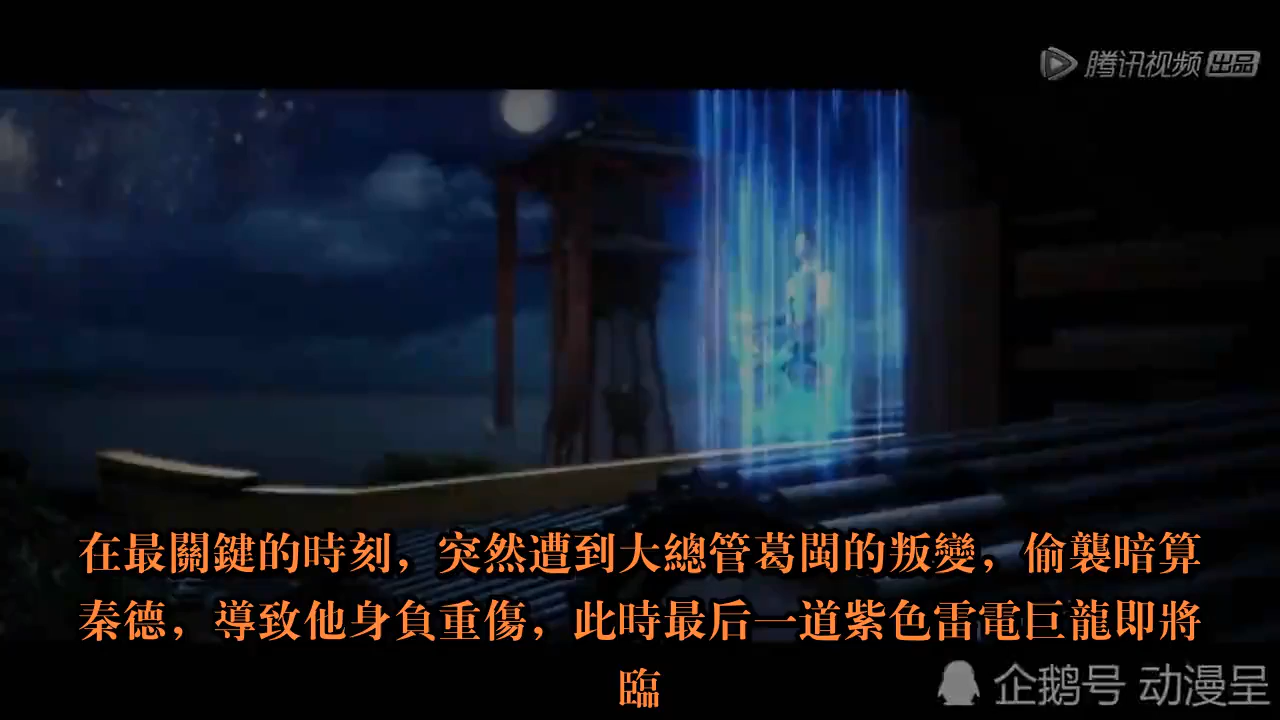 腾讯视频 出品
在最關鍵的時刻，突然遭到大總管葛閩的叛變，偷襲暗算
秦德，導致他身負重傷，此時最后一道紫色雷電巨龍即將
臨
企鹅号 动漫呈